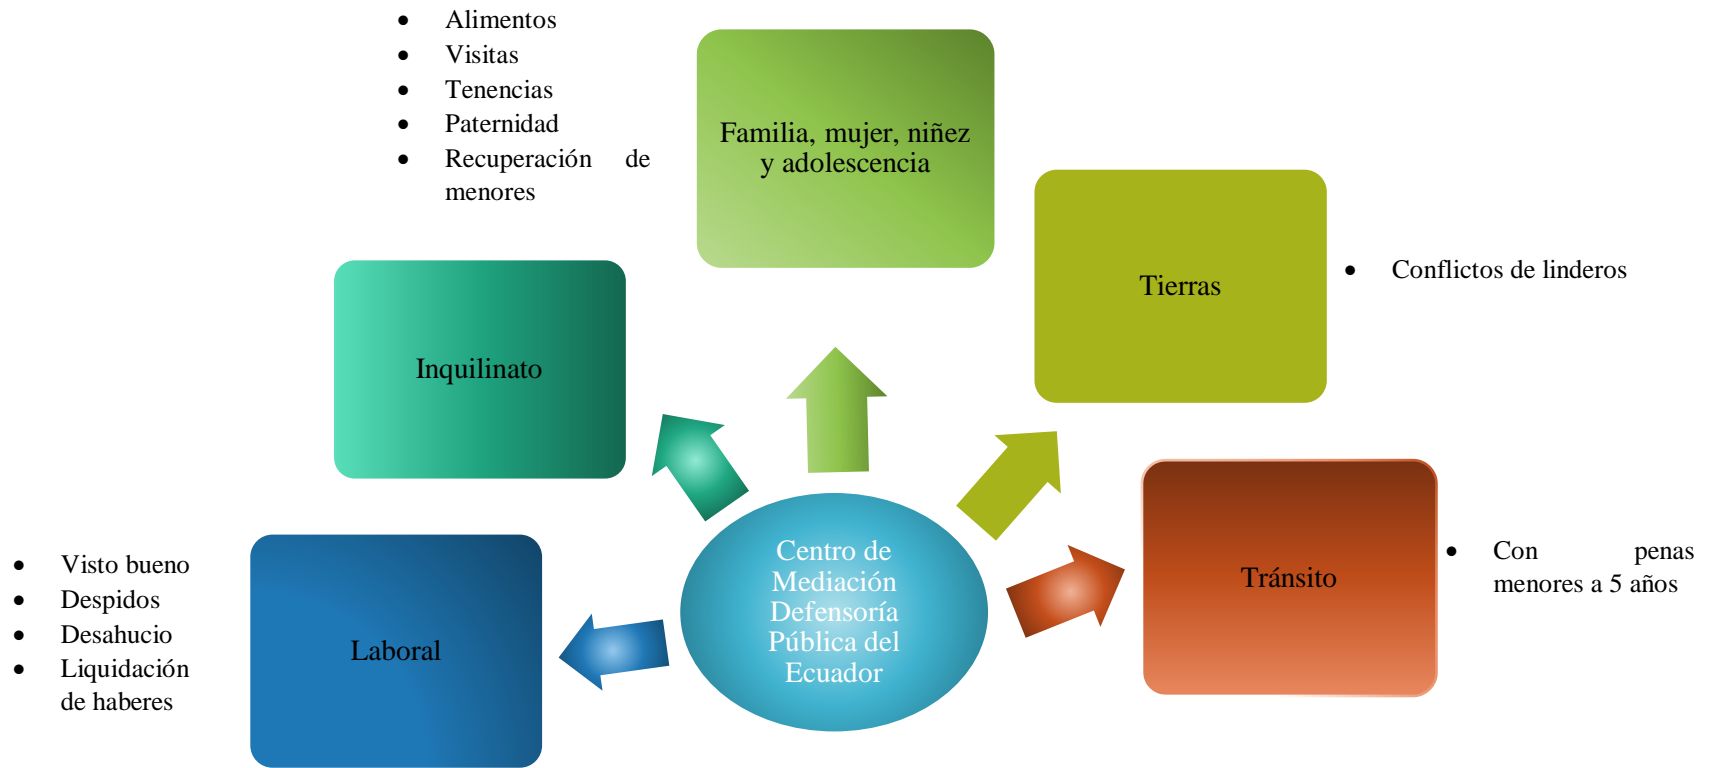 • Alimentos
• Visitas
• Tenencias
• Paternidad
• Recuperación de
menores
Familia, mujer, niñez
y adolescencia
Tierras
• Conflictos de linderos
Inquilinato
• Visto bueno
• Despidos
• Desahucio
• Liquidación
de haberes
Laboral
Centro de
Mediación
Defensoría
Pública del
Ecuador
Tránsito
• Con penas
menores a 5 años